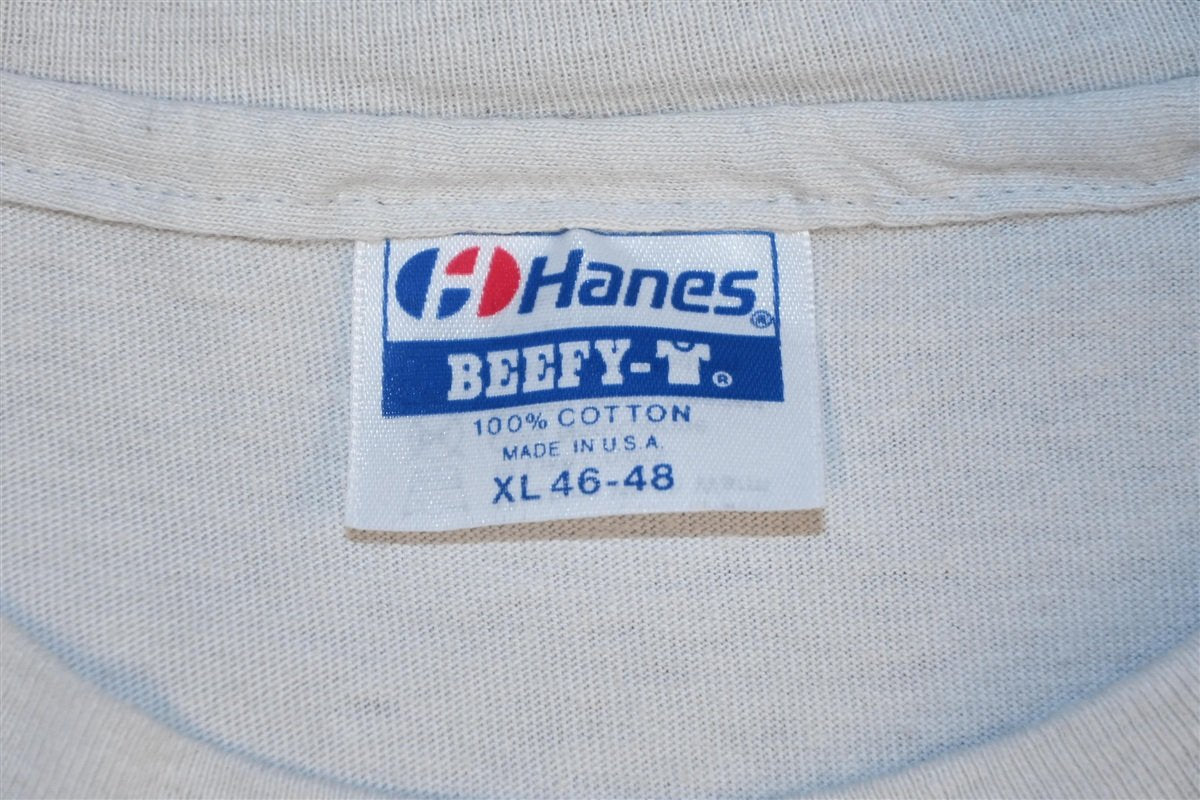 Hanes®
BEEFY-®
100% COTTON
MADE IN U.S.A.
XL 46-48